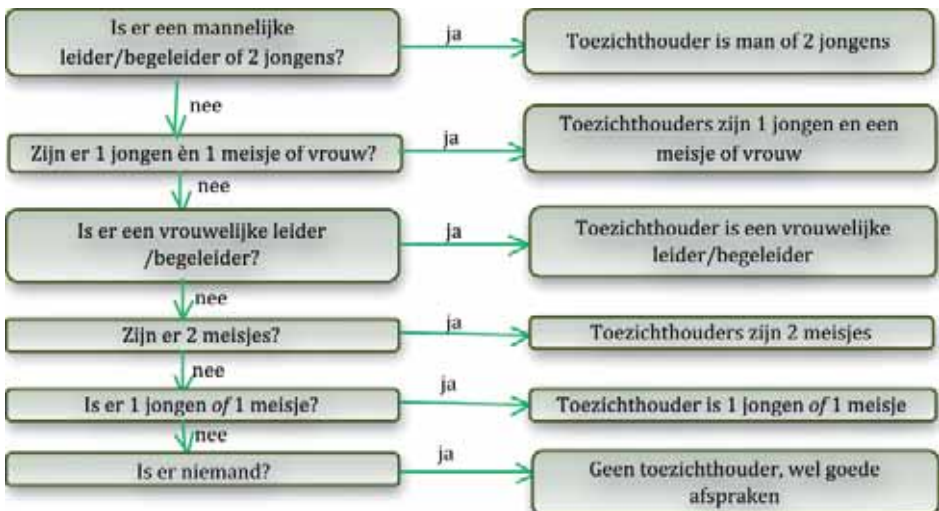 Is er een mannelijke
leider/begeleider of 2 jongens?
ja
Toezichthouder is man of 2 jongens
nee
Zijn er 1 jongen èn 1 meisje of vrouw?
ja
Toezichthouders zijn 1 jongen en een
meisje of vrouw
nee
Is er een vrouwelijke leider
/begeleider?
ja
Toezichthouder is een vrouwelijke
leider/begeleider
nee
Zijn er 2 meisjes?
ja
Toezichthouders zijn 2 meisjes
nee
Is er 1 jongen of 1 meisje?
ja
Toezichthouder is 1 jongen of 1 meisje
nee
Is er niemand?
ja
Geen toezichthouder, wel goede
afspraken